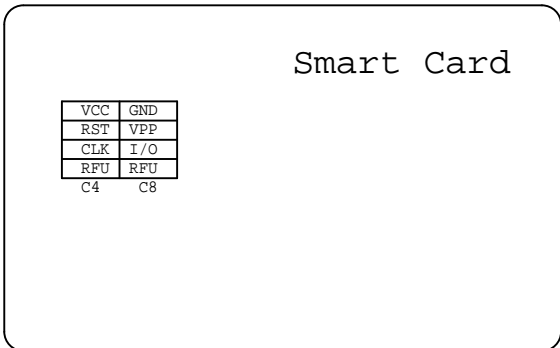 Smart Card
VCC GND
RST VPP
CLK I/O
RFU RFU
C4 C8